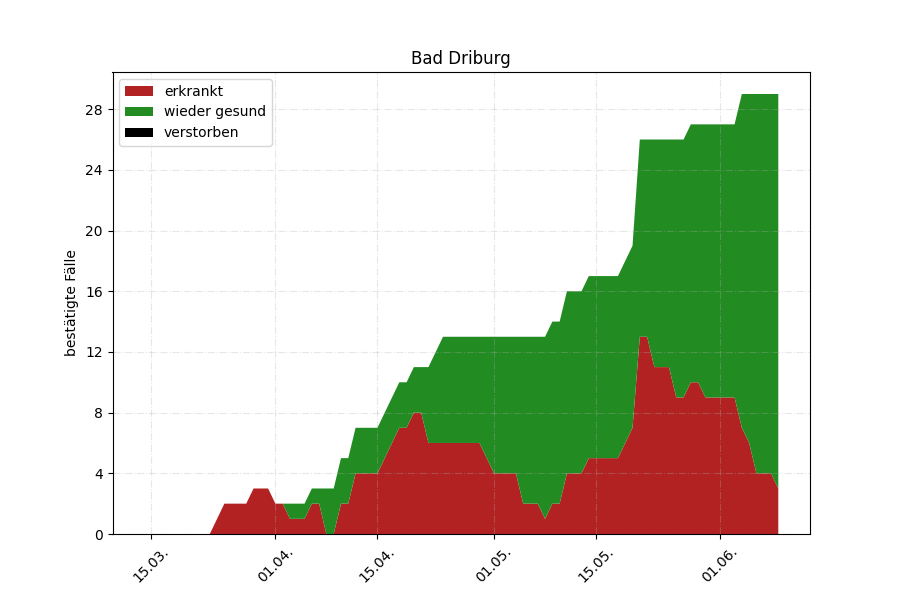 Bad Driburg
erkrankt
wieder gesund
verstorben
bestätigte Fälle
28
24
20
16
12
8
4
0
15.03.
01.04.
15.04.
01.05.
15.05.
01.06.